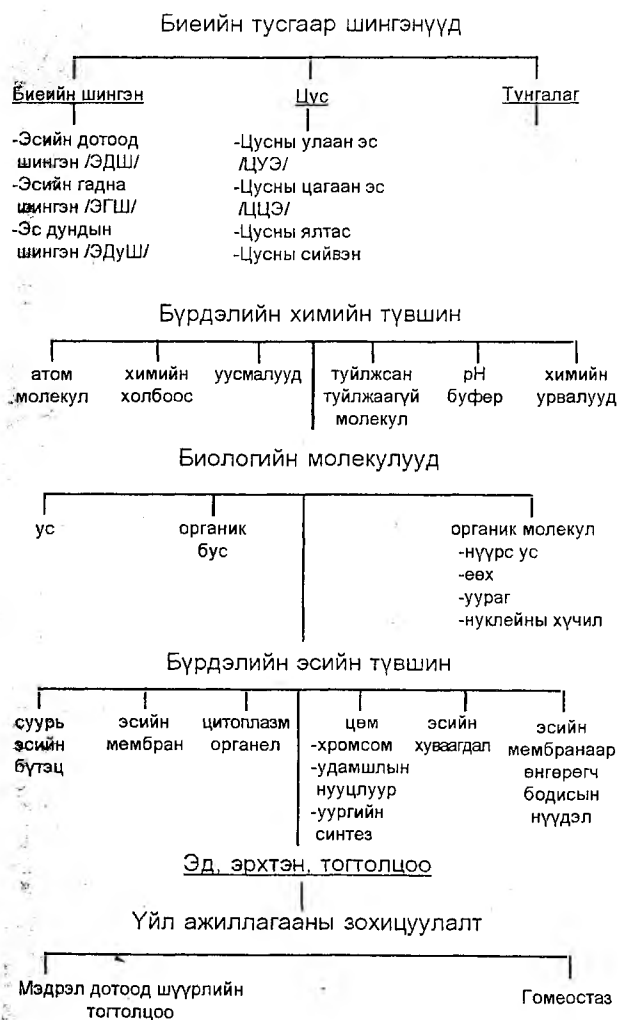 Биеийн тусгаар шингэнүүд
Биеийн шингэн
Цус
Тунгалаг
-Эсийн дотоод
шингэн /ЭДШ/
-Эсийн гадна
шингэн /ЭГШ/
-Эс дундын
шингэн /ЭДуШ/
-Цусны улаан эс
/ЦУЭ/
-Цусны цагаан эс
/ЦЦЭ/
-Цусны ялтас
-Цусны сийвэн
Бүрдэлийн химийн түвшин
атом
молекул
химийн
холбоос
уусмалууд
туйлжсан
туйлжаагүй
молекул
рН
буфер
химийн
урвалууд
Биологийн молекулууд
ус
органик
бус
органик молекул
-нүүрс ус
-өөх
-уураг
-нуклейны хүчил
Бүрдэлийн эсийн түвшин
суурь
эсийн
бүтэц
эсийн
мембран
цитоплазм
органел
цөм
-хромсом
-удамшлын
нууцлуур
-уургийн
синтез
эсийн
хуваагдал
эсийн
мембранаар
өнгөрөгч
бодисын
нүүдэл
Эд, эрхтэн, тогтолцоо
Үйл ажиллагааны зохицуулалт
Мэдрэл дотоод шүүрлийн
тогтолцоо
Гомеостаз